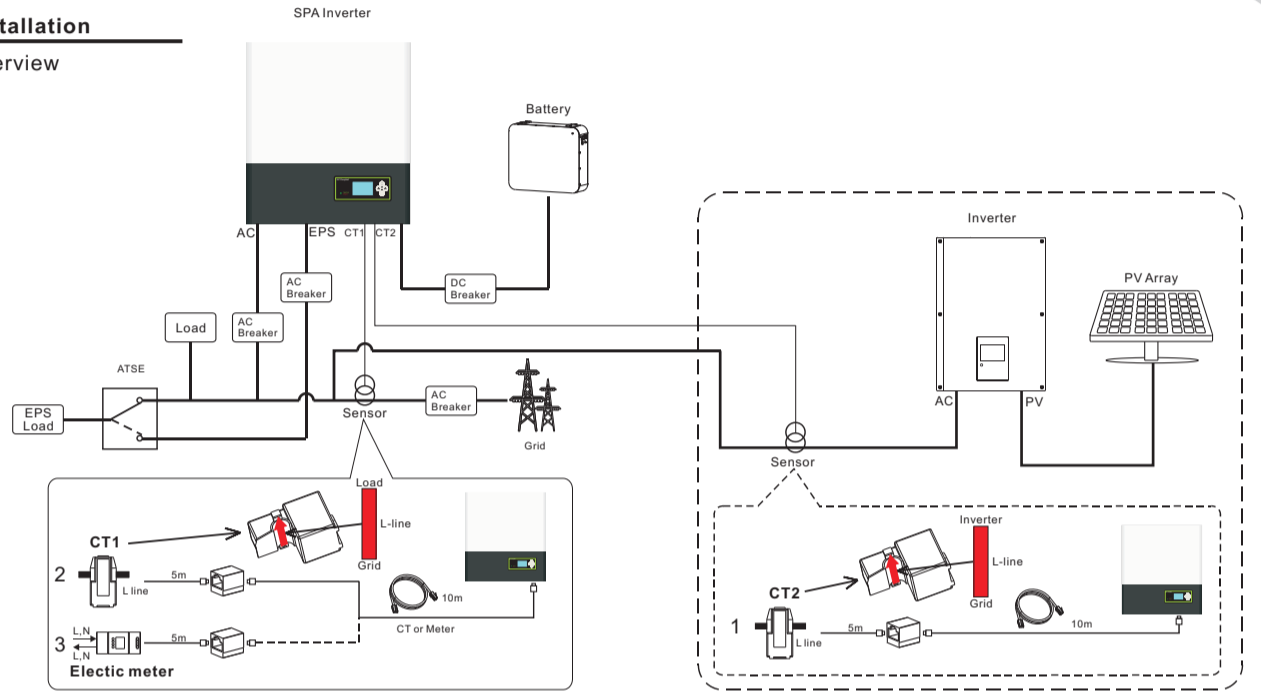 tallation
erview
SPA Inverter
Battery
AC
EPS
CT1
CT2
AC
Breaker
DC
Breaker
Load
AC
Breaker
ATSE
EPS
Load
Sensor
AC
Breaker
Grid
Inverter
PV Array
AC
PV
Sensor
Load
L-line
Grid
CT1
2
L line
5m
10m
CT or Meter
3
L,N
L,N
5m
Electic meter
Inverter
L-line
Grid
CT2
1
L line
5m
10m